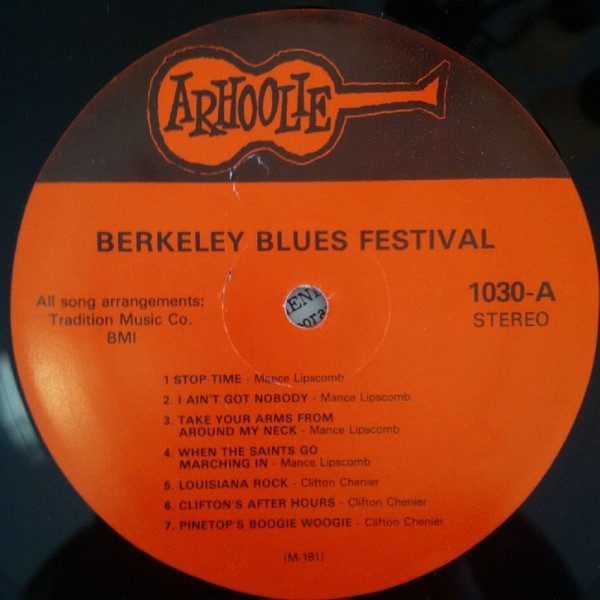 ARHOOLIE
BERKELEY BLUES FESTIVAL
All song arrangements:
Tradition Music Co.
BMI
1030-A
STEREO
1 STOP-TIME - Mance Lipscomb
2. I AIN'T GOT NOBODY - Mance Lipscomb
3. TAKE YOUR ARMS FROM
AROUND MY NECK - Mance Lipscomb
4. WHEN THE SAINTS GO
MARCHING IN - Mance Lipscomb
5. LOUISIANA ROCK - Clifton Chenier
6. CLIFTON'S AFTER HOURS - Clifton Chenier
7. PINETOP'S BOOGIE WOOGIE - Clifton Chenier
(M-181)